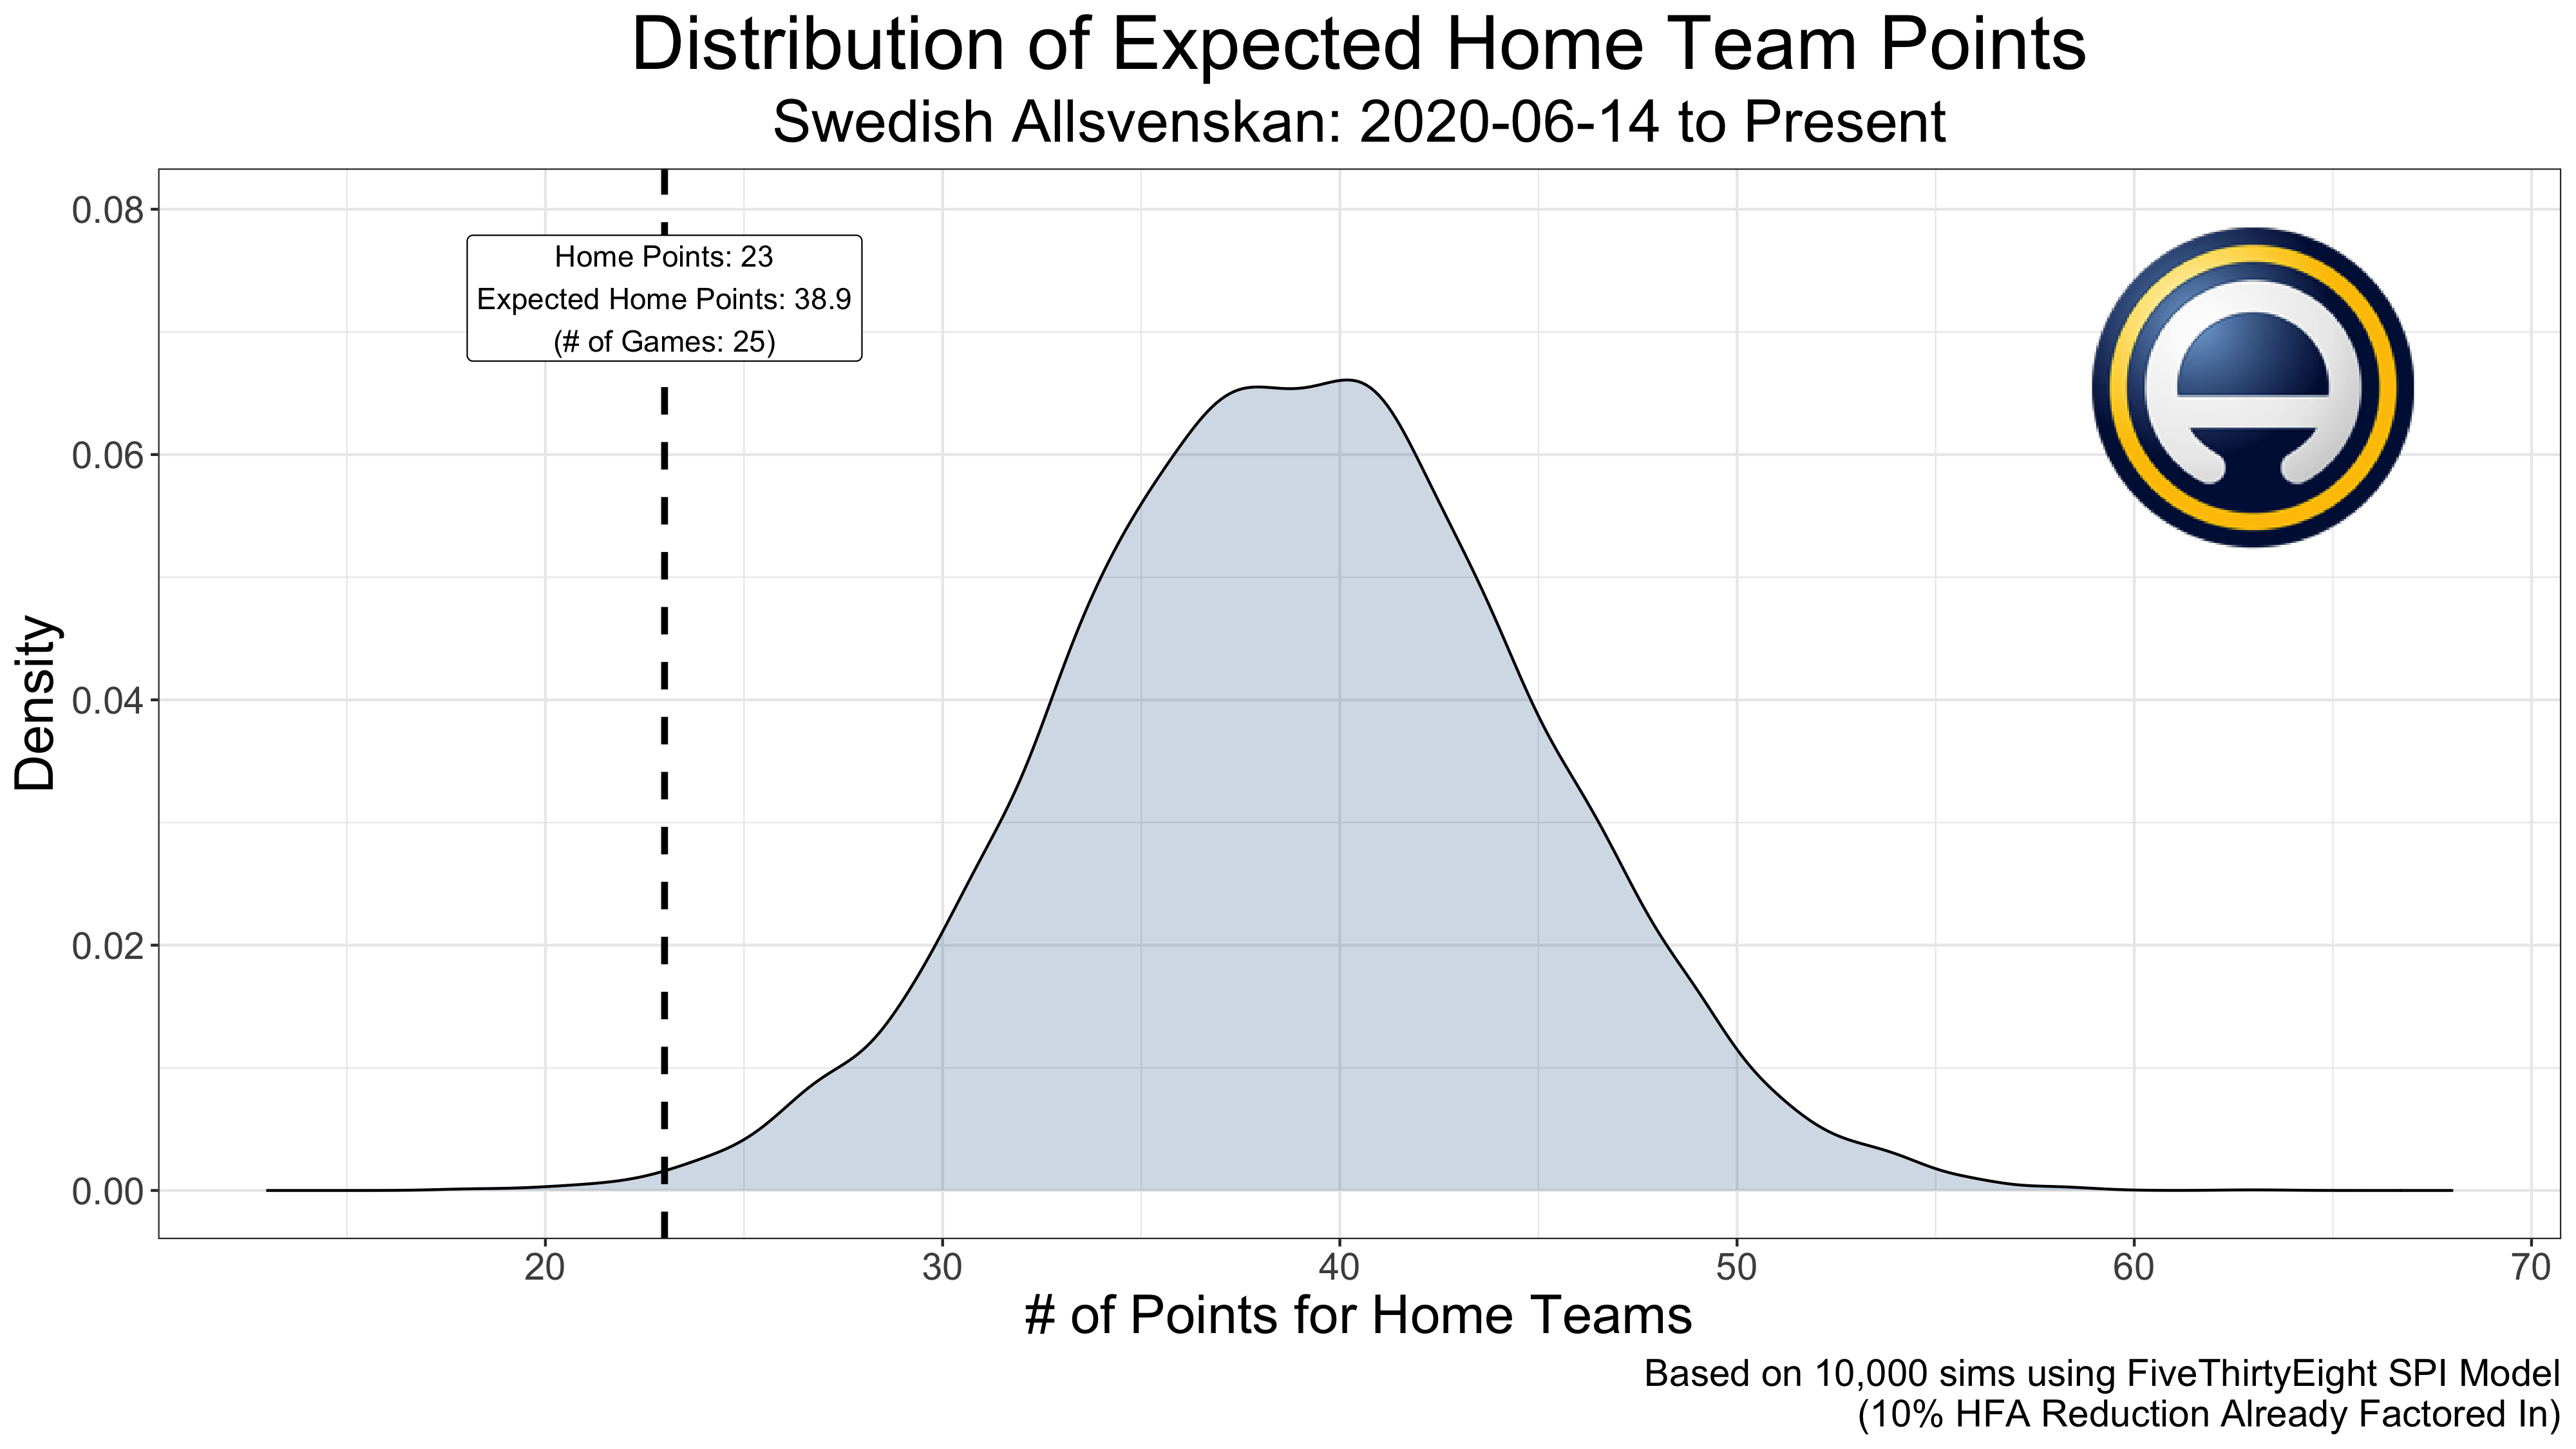 Distribution of Expected Home Team Points
Swedish Allsvenskan: 2020-06-14 to Present
0.08
Home Points: 23
Expected Home Points: 38.9
(# of Games: 25)
0.06
0.04
0.02
0.00
Density
20 30 40 50 60 70
# of Points for Home Teams
Based on 10,000 sims using FiveThirtyEight SPI Model
(10% HFA Reduction Already Factored In)